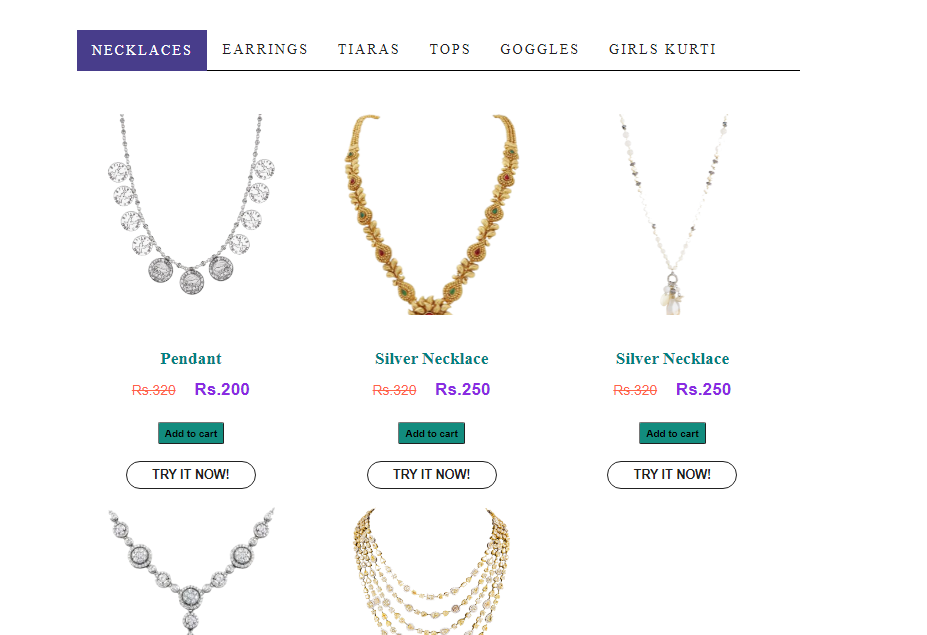 NECKLACES EARRINGS TIARAS TOPS GOGGLES GIRLS KURTI
Pendant Silver Necklace Silver Necklace
Rs.320 Rs.200 Rs.320 Rs.250 Rs.320 Rs.250
Add to cart Add to cart Add to cart
TRY IT NOW! TRY IT NOW! TRY IT NOW!